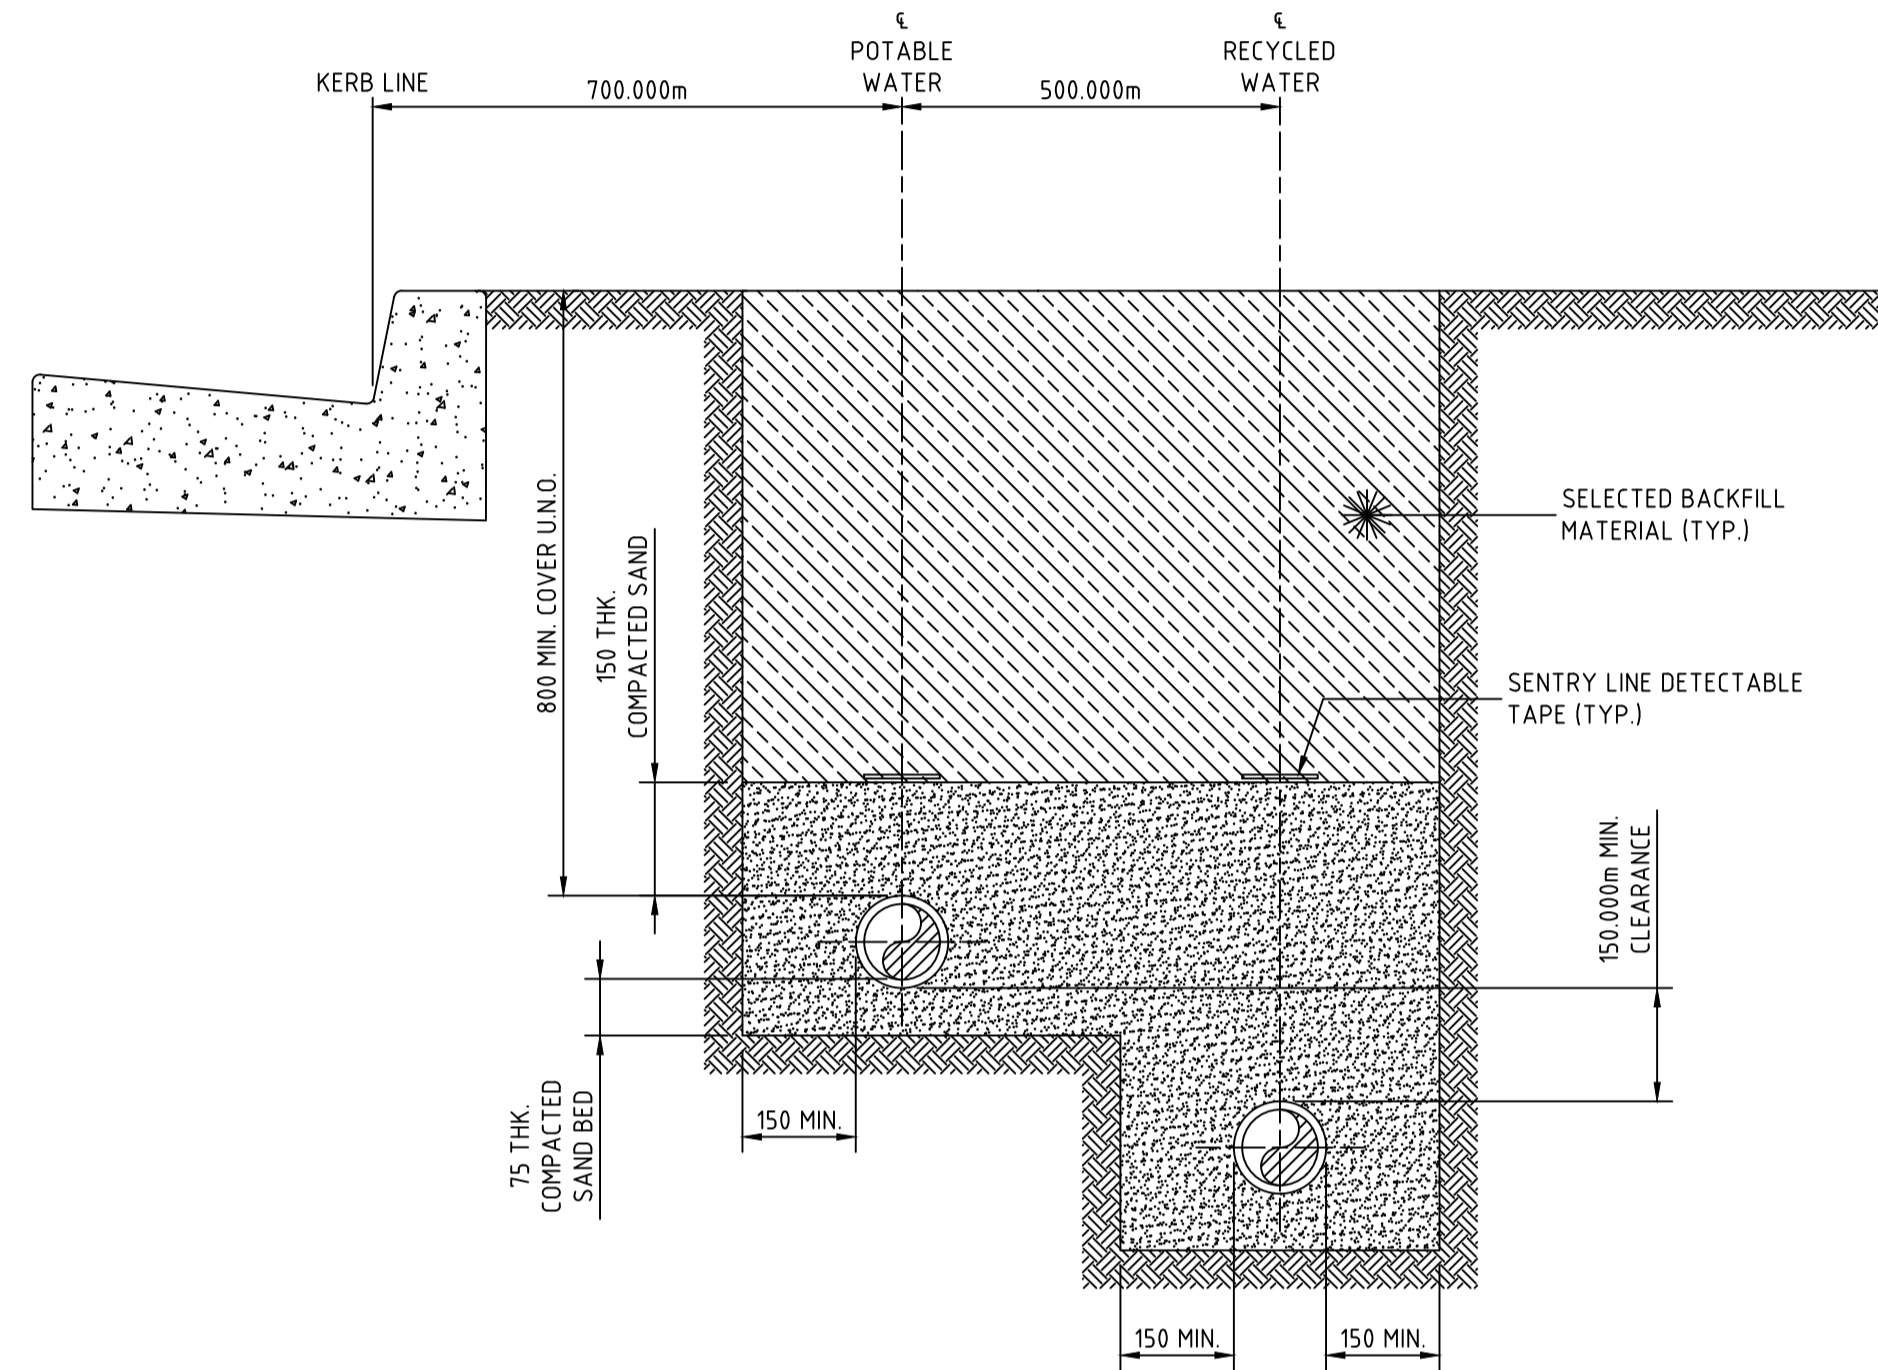 ℄
POTABLE
WATER
℄
RECYCLED
WATER
KERB LINE
700.000m
500.000m
800 MIN. COVER U.N.O.
150 THK.
COMPACTED SAND
SELECTED BACKFILL
MATERIAL (TYP.)
SENTRY LINE DETECTABLE
TAPE (TYP.)
150.000m MIN.
CLEARANCE
75 THK.
COMPACTED
SAND BED
150 MIN.
150 MIN.
150 MIN.